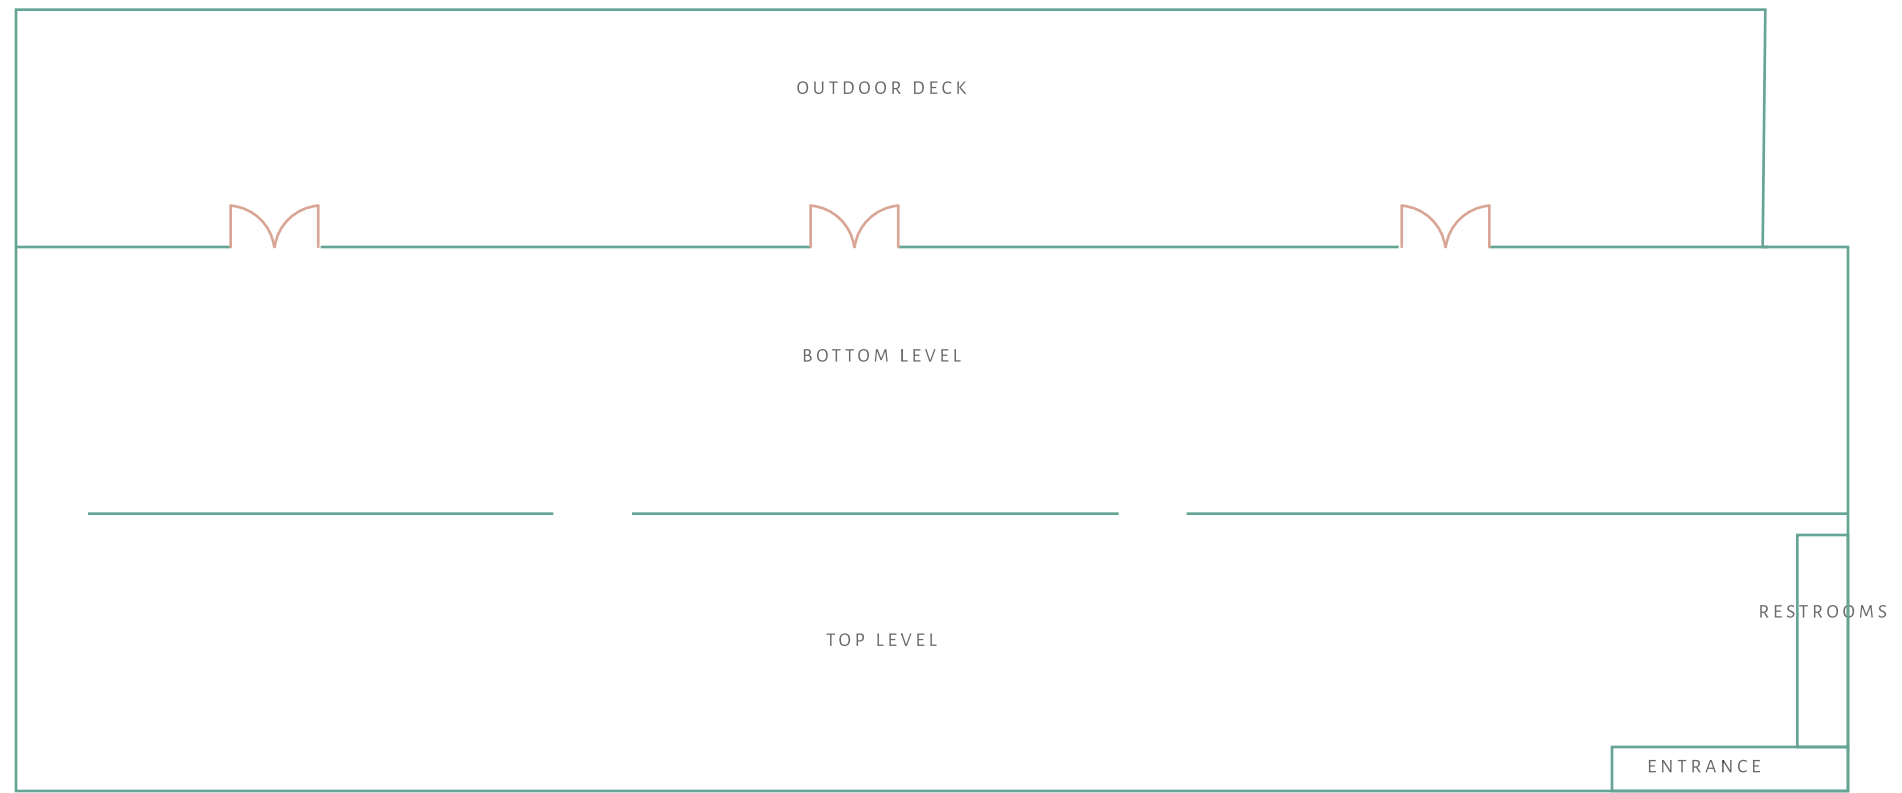 OUTDOOR DECK
BOTTOM LEVEL
RESTROOMS
TOP LEVEL
ENTRANCE